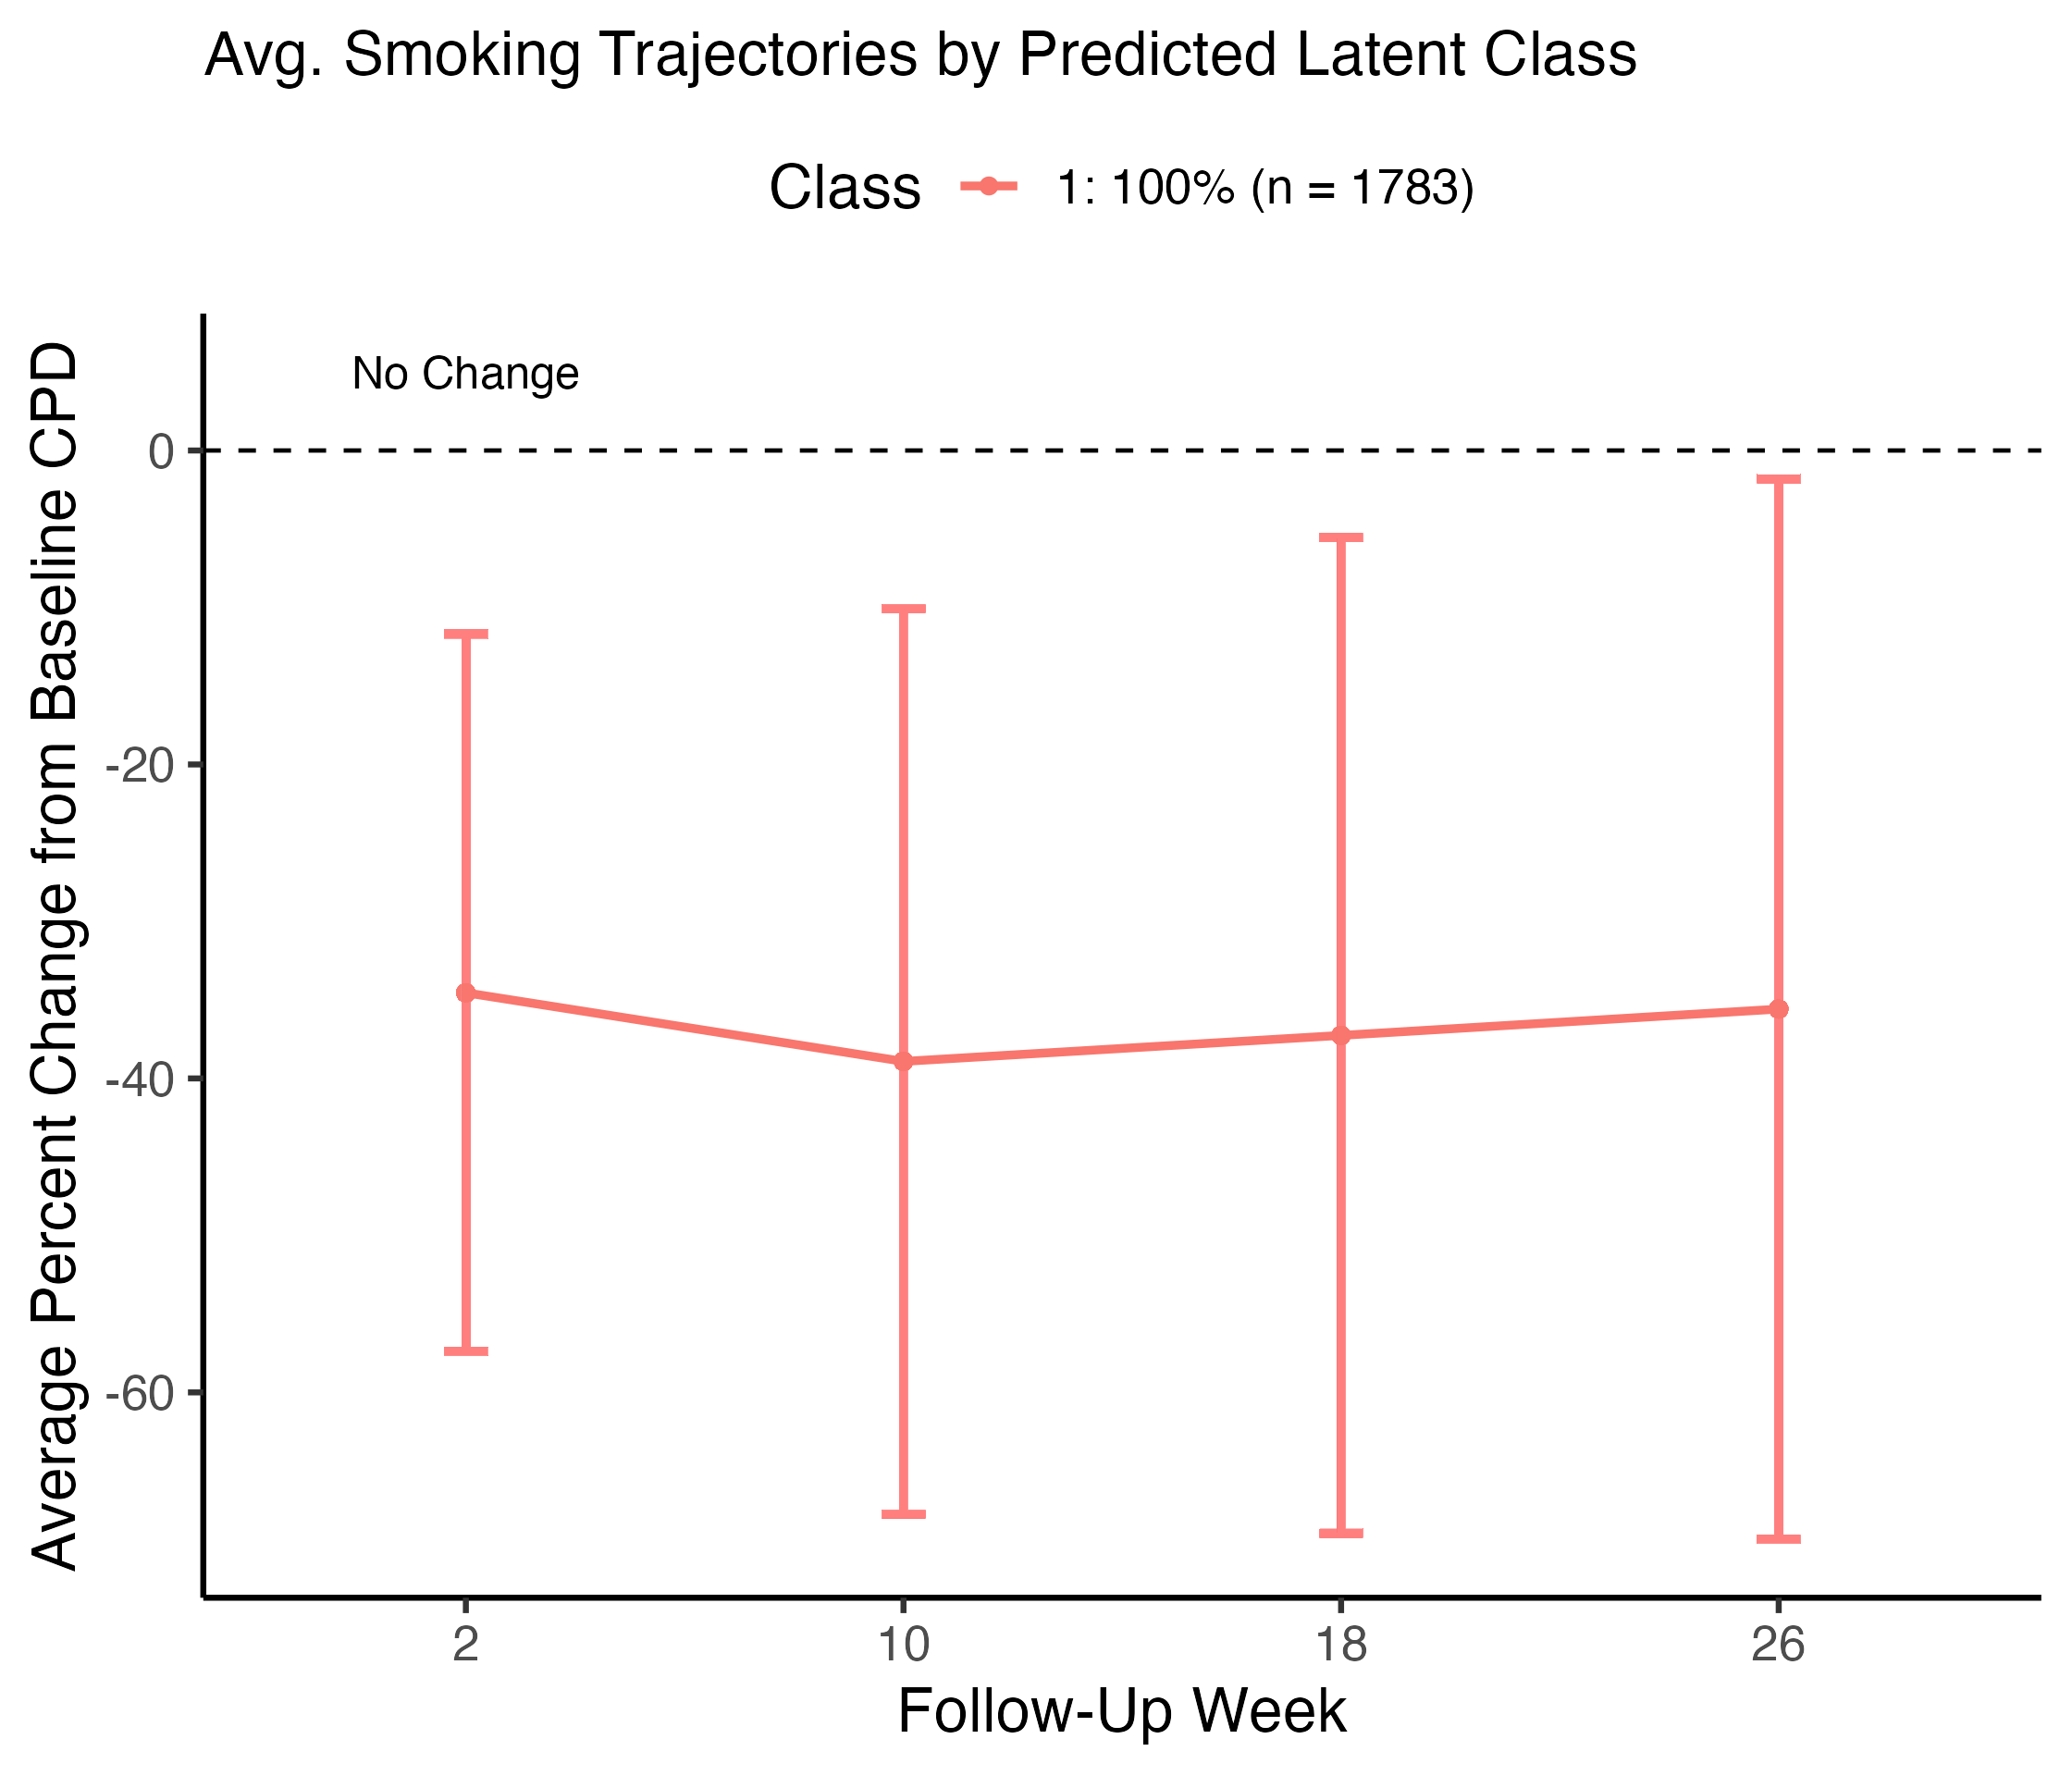 Avg. Smoking Trajectories by Predicted Latent Class
Class
1: 100% (n = 1783)
Average Percent Change from Baseline CPD
No Change
0
-20
-40
-60
2
10
18
26
Follow-Up Week